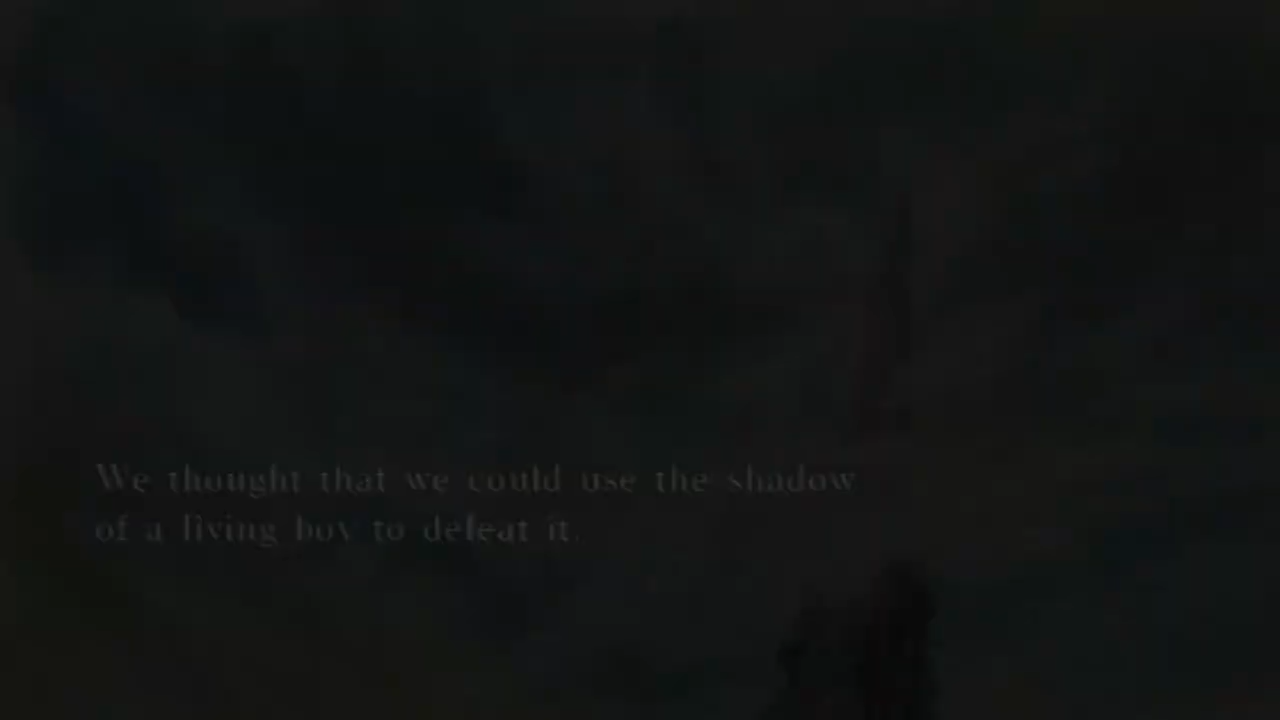 We thought that we could use the shadow
of a living boy to defeat it.